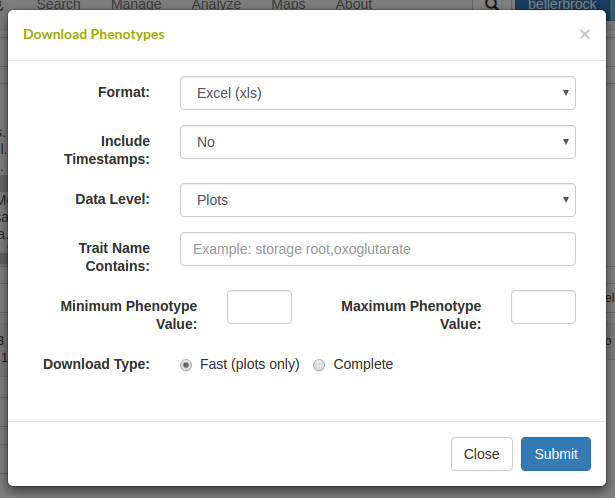 Search Manage Analyze Maps About bellerbrock
Download Phenotypes ×
Format: Excel (xls)
Include Timestamps: No
Data Level: Plots
Trait Name Contains: Example: storage root,oxoglutarate
Minimum Phenotype Value: Maximum Phenotype Value:
Download Type: Fast (plots only) Complete
Close Submit